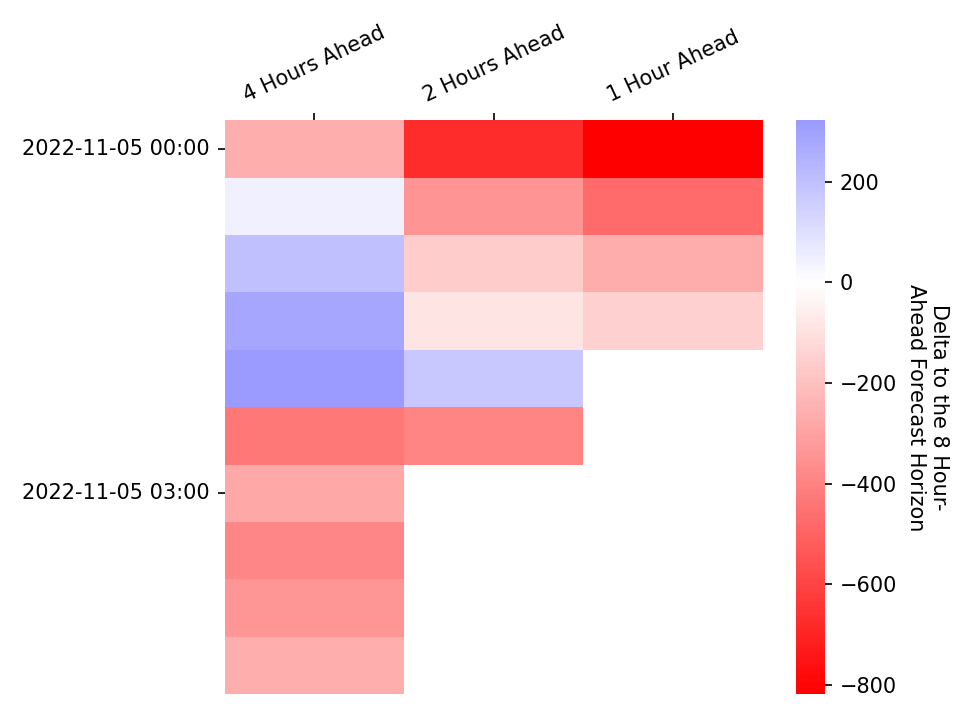 4 Hours Ahead
2 Hours Ahead
1 Hour Ahead
2022-11-05 00:00
2022-11-05 03:00
200
0
−200
−400
−600
−800
Delta to the 8 Hour-
Ahead Forecast Horizon